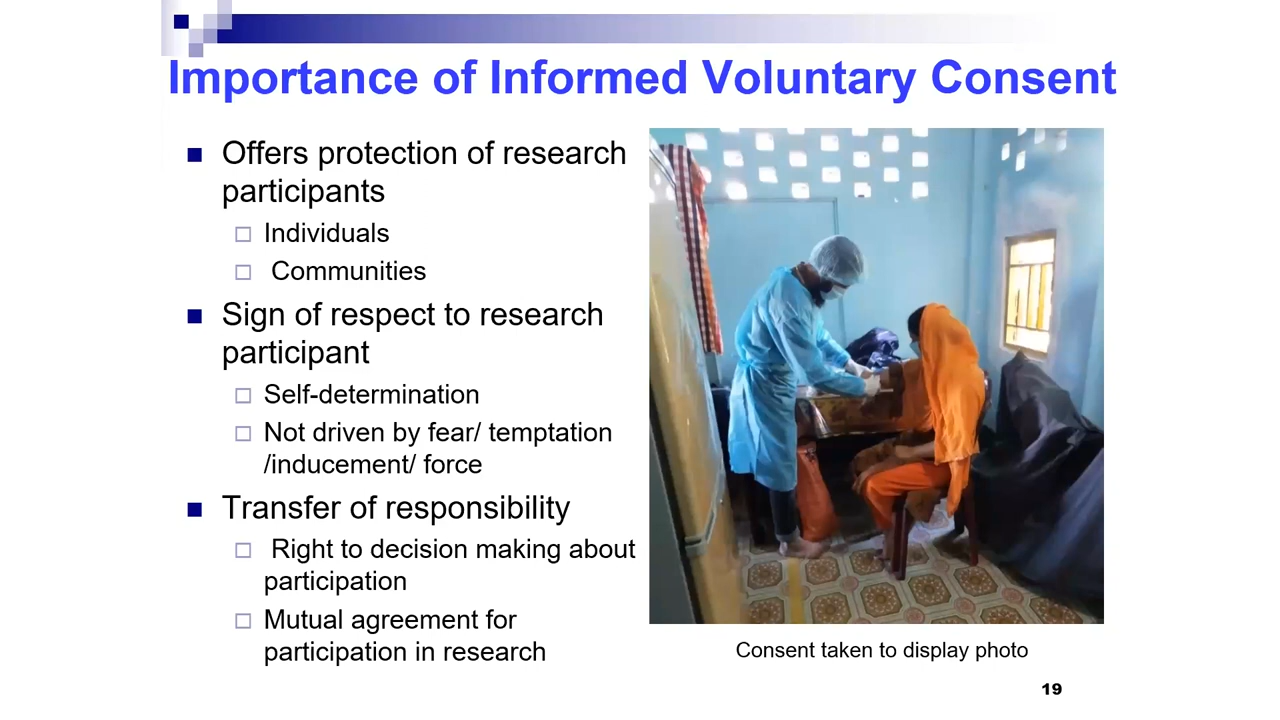 Importance of Informed Voluntary Consent
Offers protection of research
participants
Individuals
Communities
Sign of respect to research
participant
Self-determination
Not driven by fear/ temptation
/inducement/ force
Transfer of responsibility
Right to decision making about
participation
Mutual agreement for
participation in research
Consent taken to display photo
19